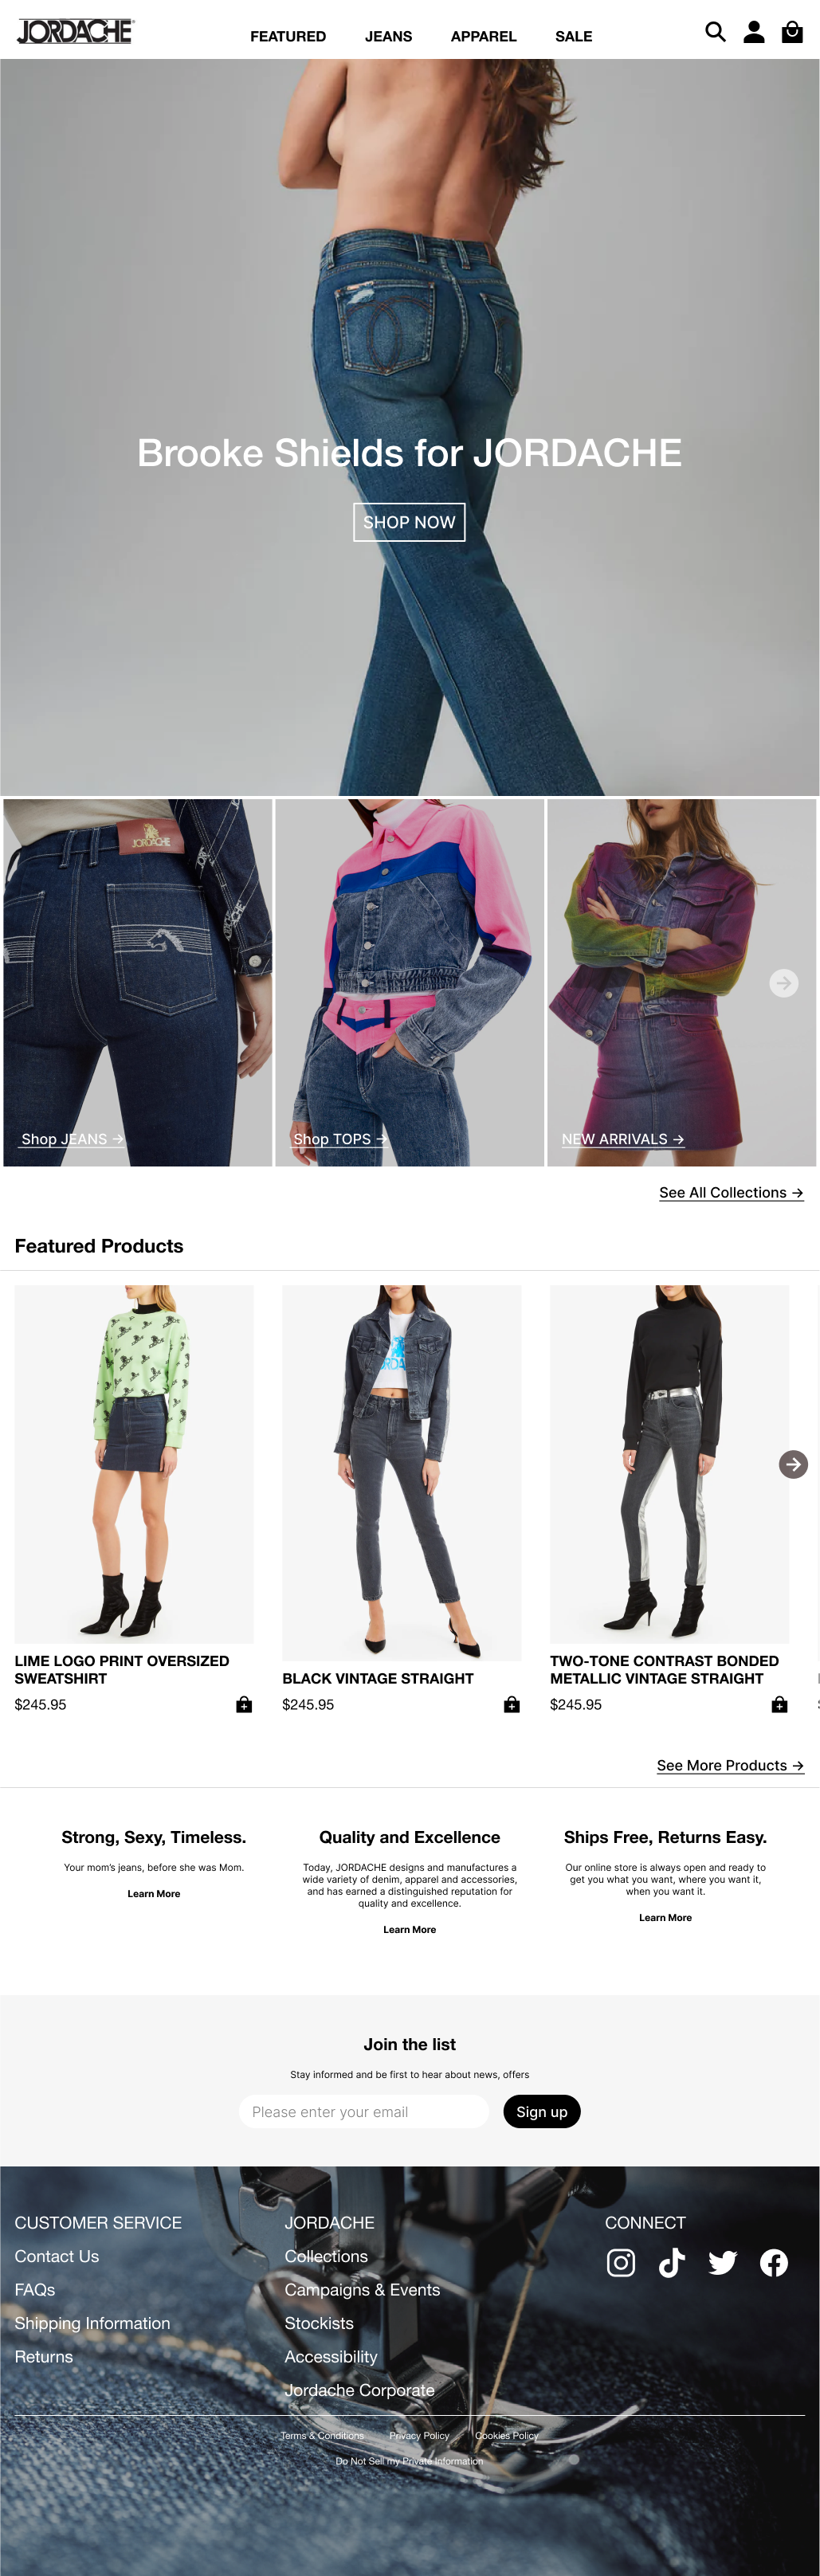 JORDACHE
FEATURED
JEANS
APPAREL
SALE
Brooke Shields for JORDACHE
SHOP NOW
JORDACHE
Shop JEANS →
Shop TOPS →
NEW ARRIVALS →
See All Collections →
Featured Products
LIME LOGO PRINT OVERSIZED
SWEATSHIRT
$245.95
BLACK VINTAGE STRAIGHT
$245.95
TWO-TONE CONTRAST BONDED
METALLIC VINTAGE STRAIGHT
$245.95
See More Products →
Strong, Sexy, Timeless.
Your mom's jeans, before she was Mom.
Learn More
Quality and Excellence
Today, JORDACHE designs and manufactures a
wide variety of denim, apparel and accessories,
and has earned a distinguished reputation for
quality and excellence.
Learn More
Ships Free, Returns Easy.
Our online store is always open and ready to
get you what you want, where you want it,
when you want it.
Learn More
Join the list
Stay informed and be first to hear about news, offers
Please enter your email
Sign up
CUSTOMER SERVICE
Contact Us
FAQs
Shipping Information
Returns
JORDACHE
Collections
Campaigns & Events
Stockists
Accessibility
Jordache Corporate
CONNECT
Terms & Conditions
Privacy Policy
Cookies Policy
Do Not Sell my Private Information